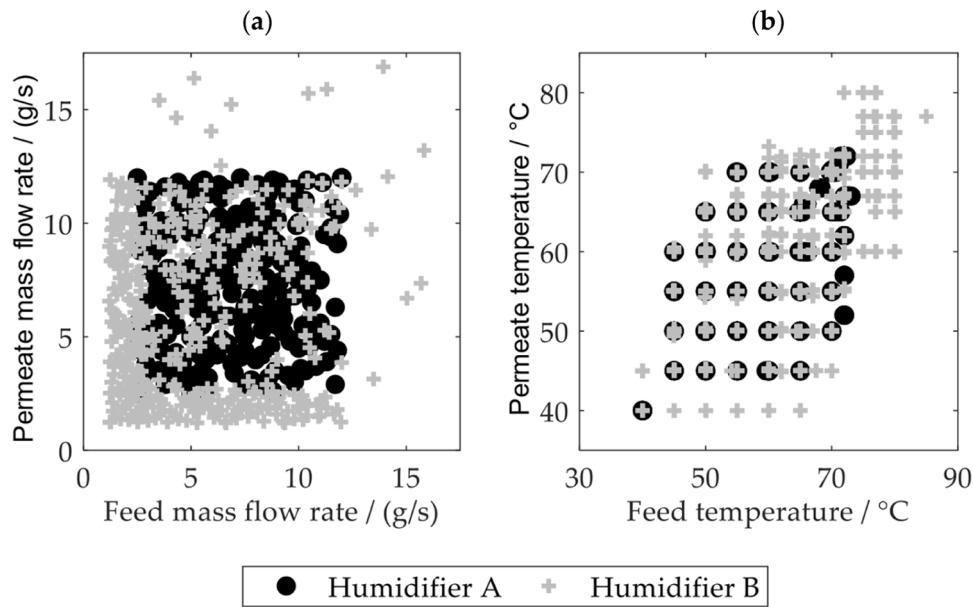 (a)
(b)
Permeate mass flow rate / (g/s)
15
10
5
0
0 5 10 15
Feed mass flow rate / (g/s)
Permeate temperature / °C
80
70
60
50
40
30 50 70 90
Feed temperature / °C
Humidifier A Humidifier B